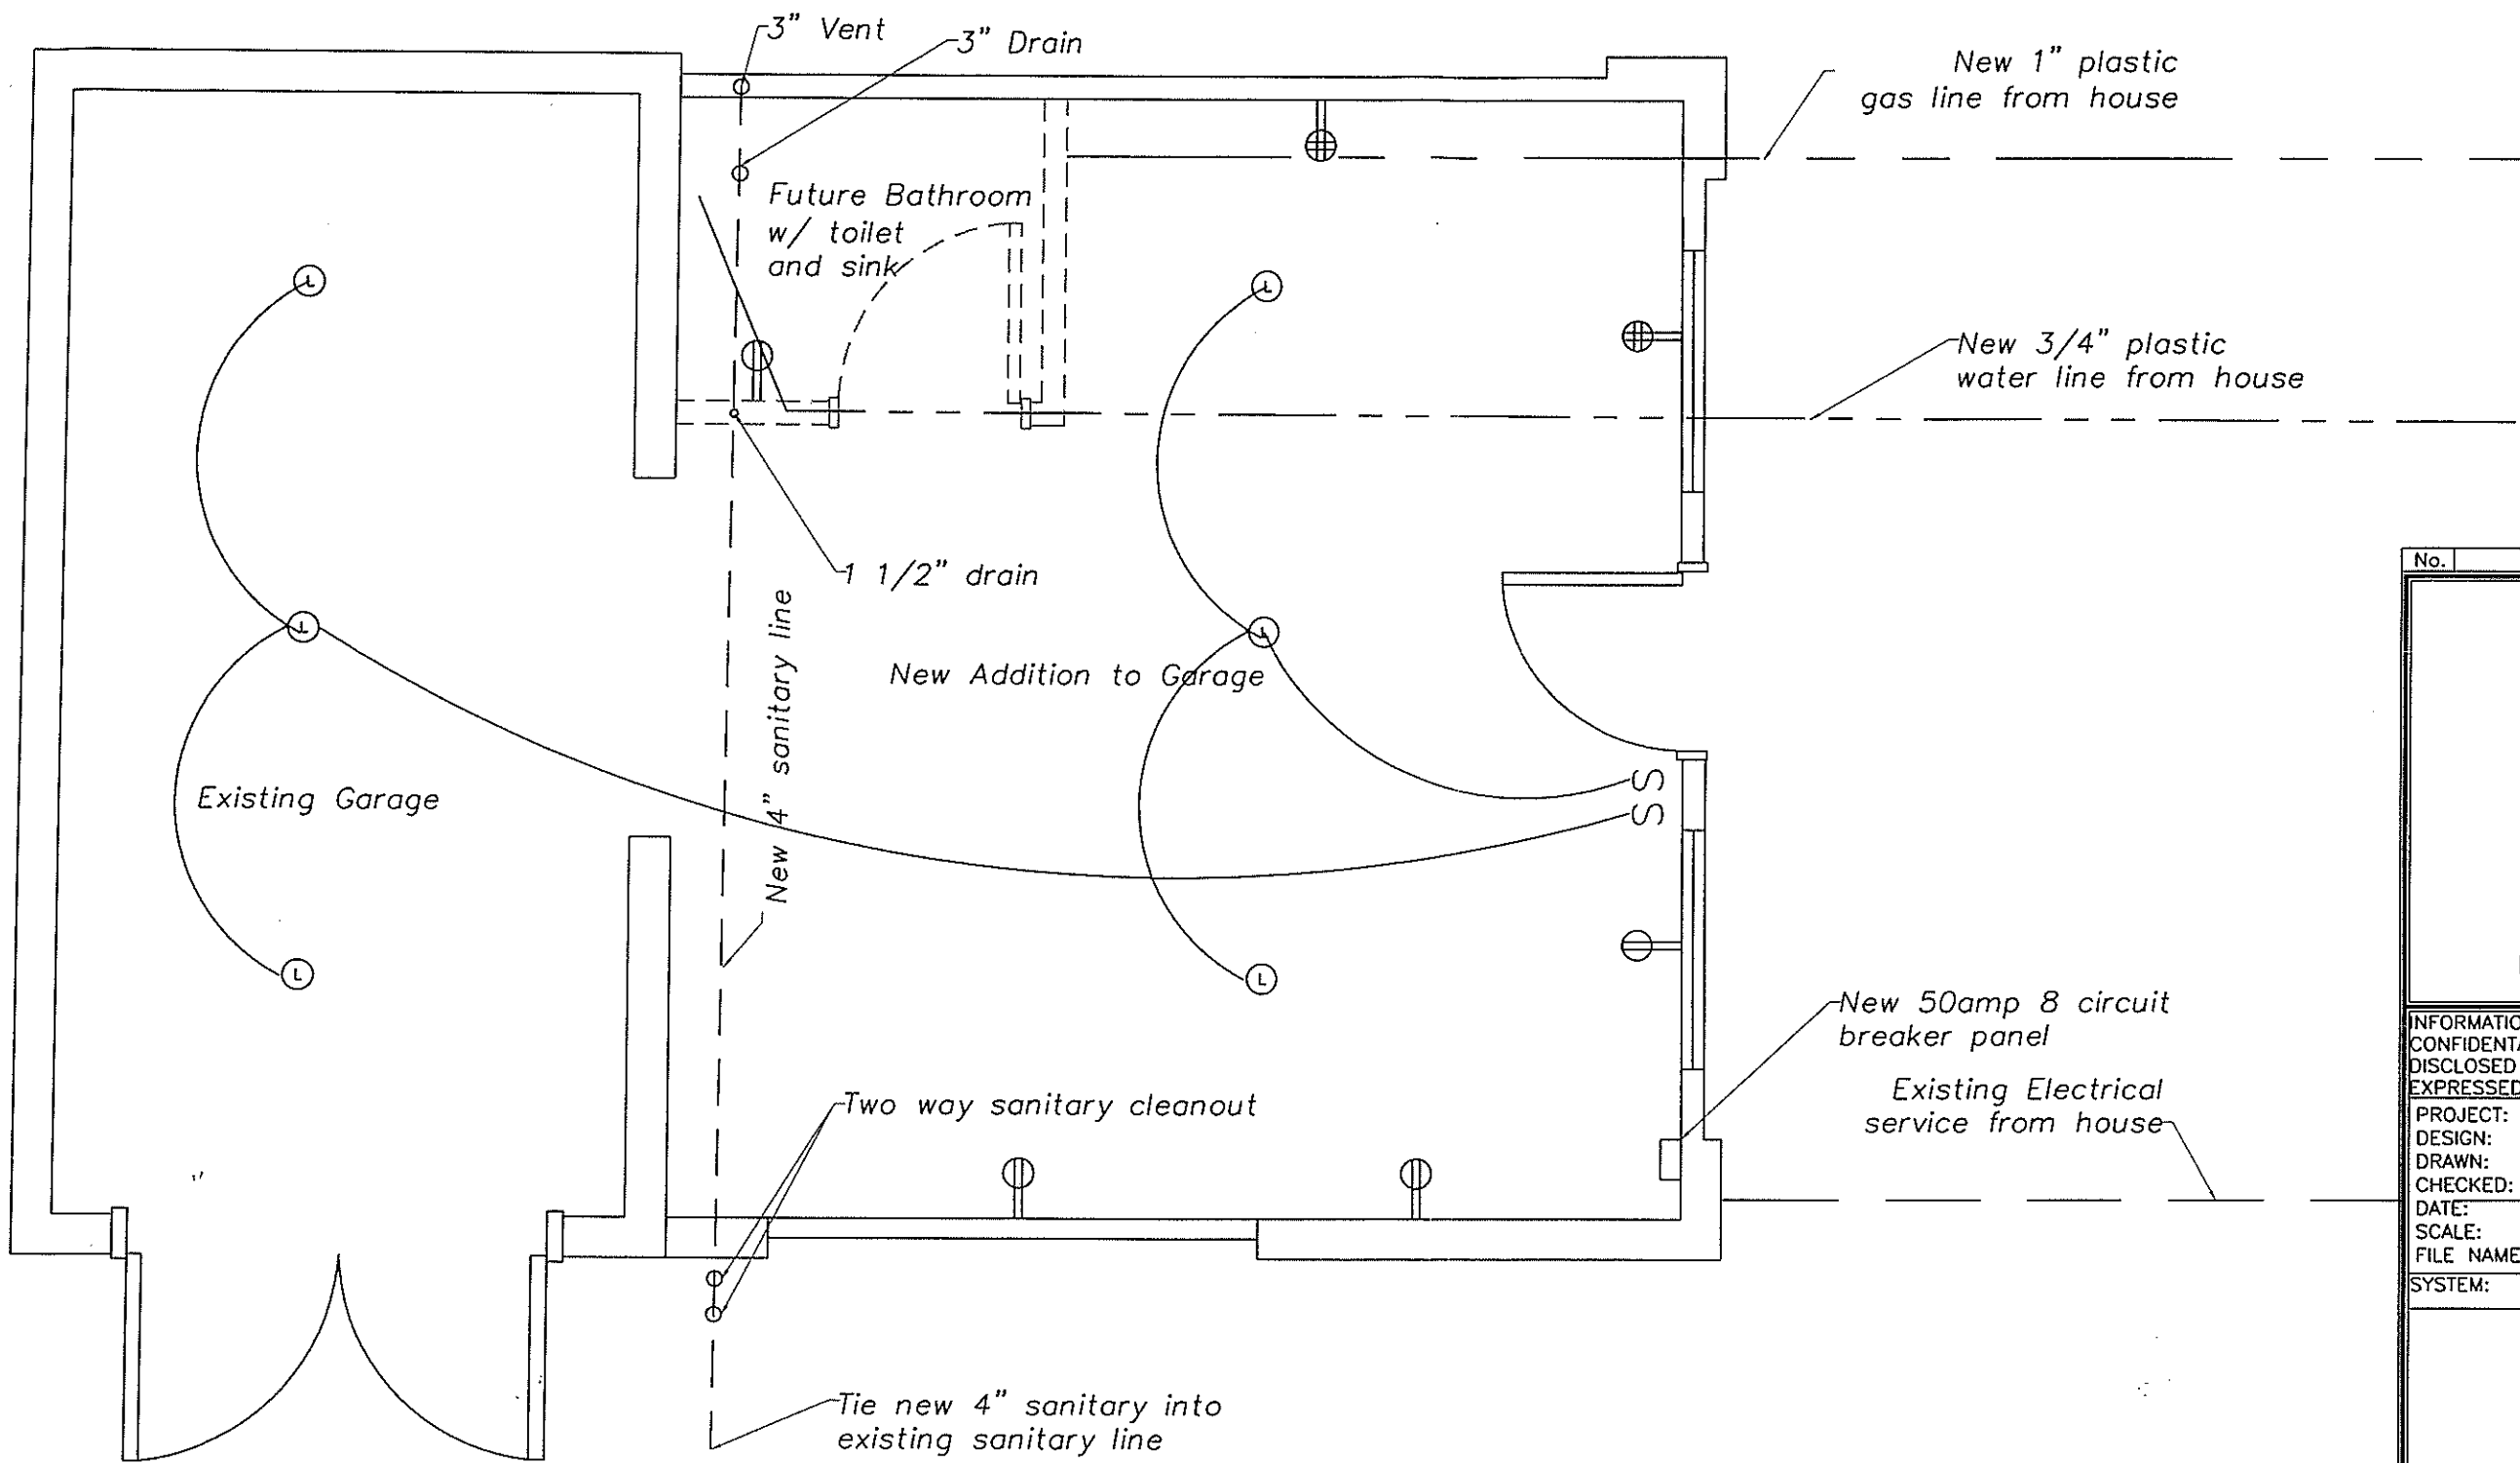 3" Vent
3" Drain
New 1" plastic
gas line from house
Future Bathroom
w/ toilet
and sink
L
L
New 3/4" plastic
water line from house
1 1/2" drain
No.
New 4" sanitary line
L
L
New Addition to Garage
S
S
Existing Garage
L
L
New 50amp 8 circuit
breaker panel
Existing Electrical
service from house
Two way sanitary cleanout
Tie new 4" sanitary into
existing sanitary line
INFORMATIO
CONFIDENTA
DISCLOSED
EXPRESSED
PROJECT:
DESIGN:
DRAWN:
CHECKED:
DATE:
SCALE:
FILE NAME
SYSTEM: